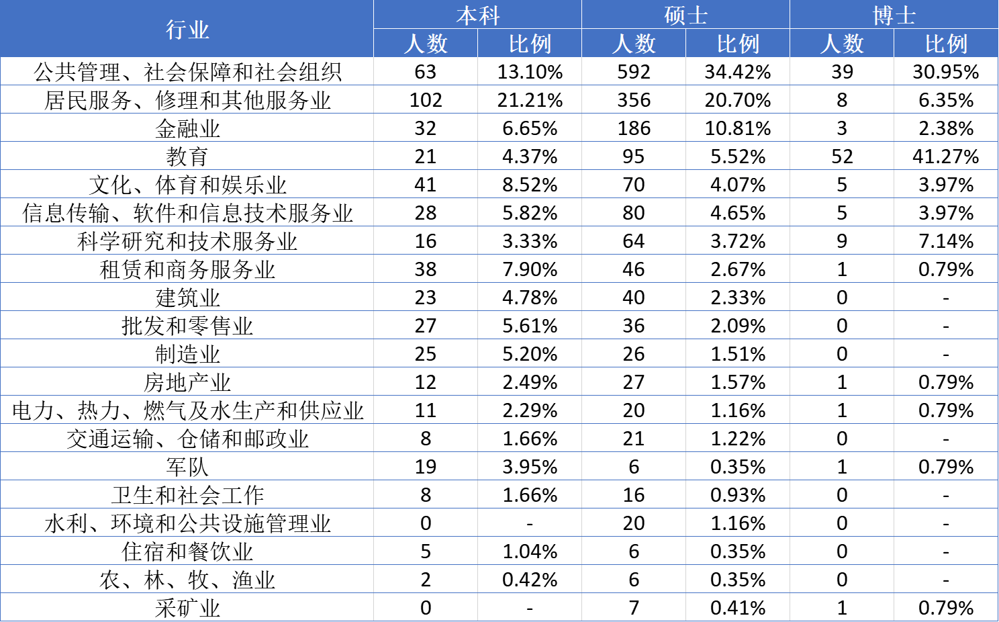 行业 本科 硕士 博士
人数 比例 人数 比例 人数 比例
公共管理、社会保障和社会组织 63 13.10% 592 34.42% 39 30.95%
居民服务、修理和其他服务业 102 21.21% 356 20.70% 8 6.35%
金融业 32 6.65% 186 10.81% 3 2.38%
教育 21 4.37% 95 5.52% 52 41.27%
文化、体育和娱乐业 41 8.52% 70 4.07% 5 3.97%
信息传输、软件和信息技术服务业 28 5.82% 80 4.65% 5 3.97%
科学研究和技术服务业 16 3.33% 64 3.72% 9 7.14%
租赁和商务服务业 38 7.90% 46 2.67% 1 0.79%
建筑业 23 4.78% 40 2.33% 0 -
批发和零售业 27 5.61% 36 2.09% 0 -
制造业 25 5.20% 26 1.51% 0 -
房地产业 12 2.49% 27 1.57% 1 0.79%
电力、热力、燃气及水生产和供应业 11 2.29% 20 1.16% 1 0.79%
交通运输、仓储和邮政业 8 1.66% 21 1.22% 0 -
军队 19 3.95% 6 0.35% 1 0.79%
卫生和社会工作 8 1.66% 16 0.93% 0 -
水利、环境和公共设施管理业 0 - 20 1.16% 0 -
住宿和餐饮业 5 1.04% 6 0.35% 0 -
农、林、牧、渔业 2 0.42% 6 0.35% 0 -
采矿业 0 - 7 0.41% 1 0.79%